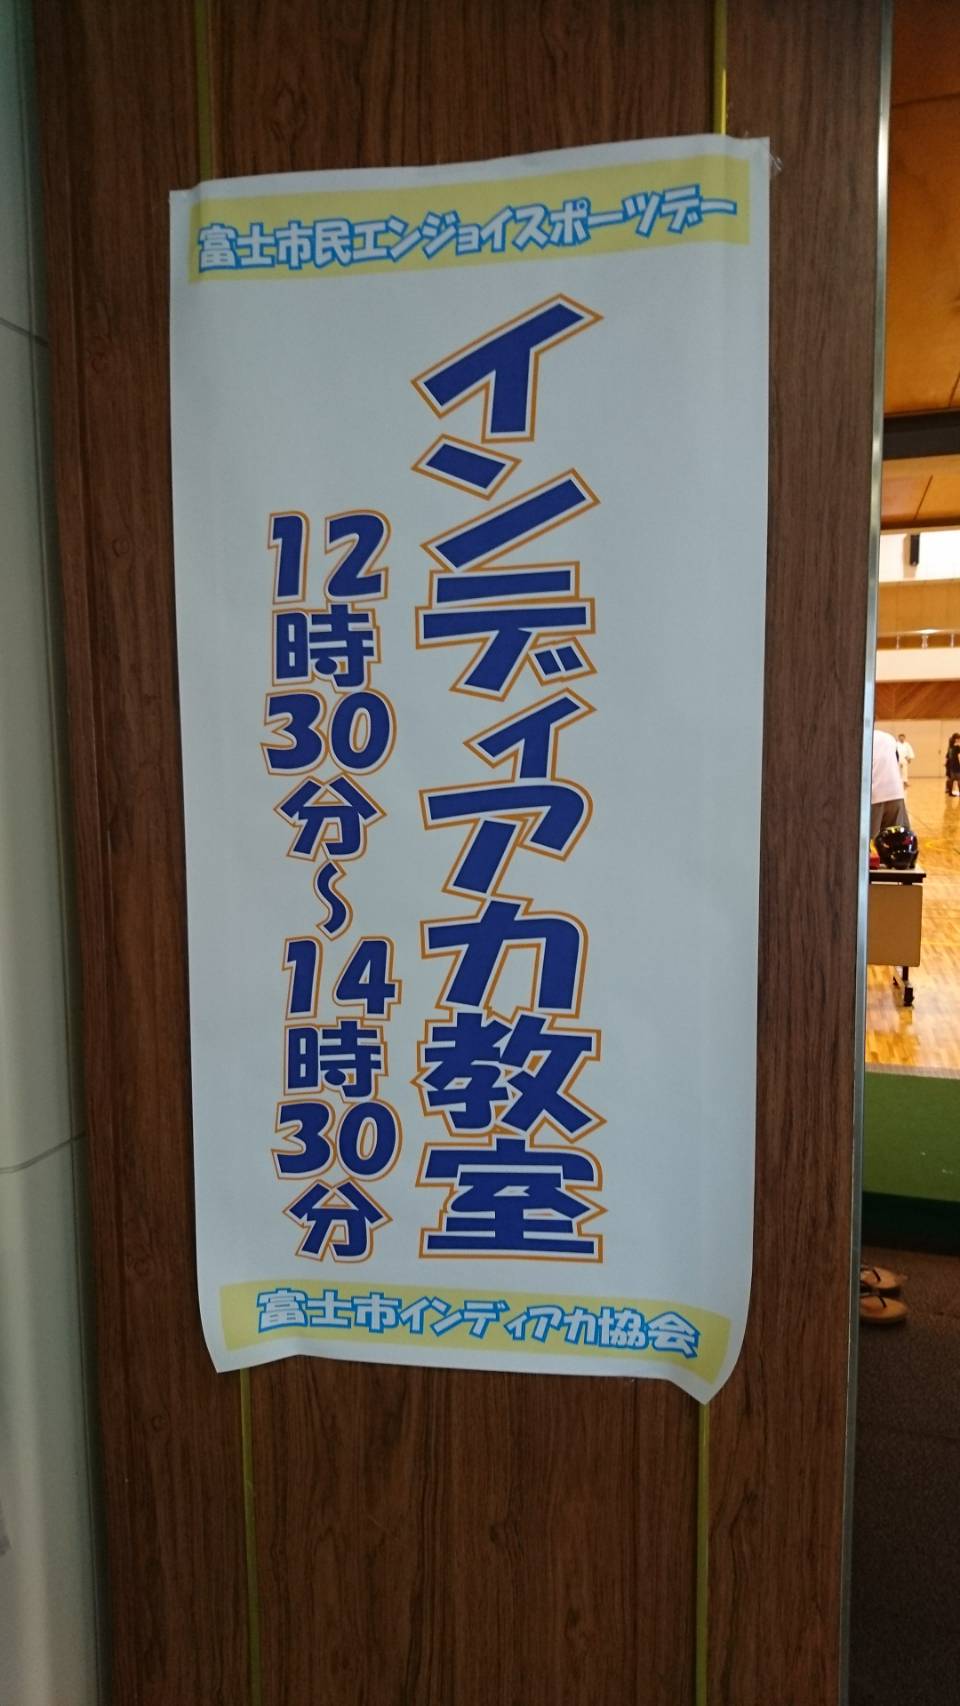 富士市民エンジョイスポーツデー
インディアカ教室
12時30分～14時30分
富士市インディアカ協会